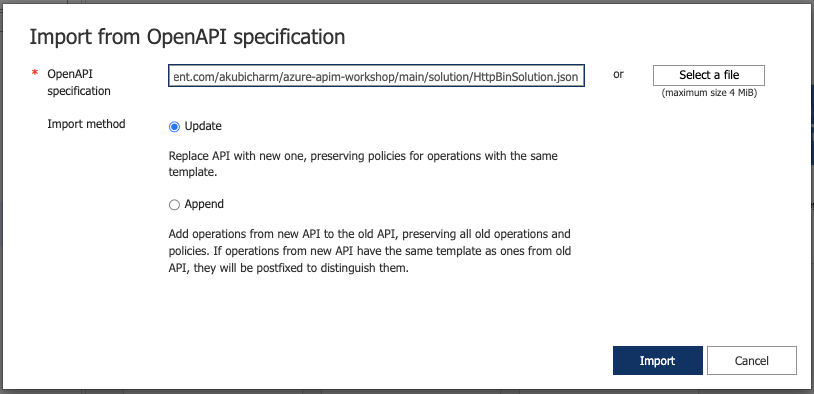 Import from OpenAPI specification
* OpenAPI specification
ent.com/akubicharm/azure-apim-workshop/main/solution/HttpBinSolution.json
or
Select a file
(maximum size 4 MiB)
Import method
Update
Replace API with new one, preserving policies for operations with the same
template.
Append
Add operations from new API to the old API, preserving all old operations and
policies. If operations from new API have the same template as ones from old
API, they will be postfixed to distinguish them.
Import
Cancel